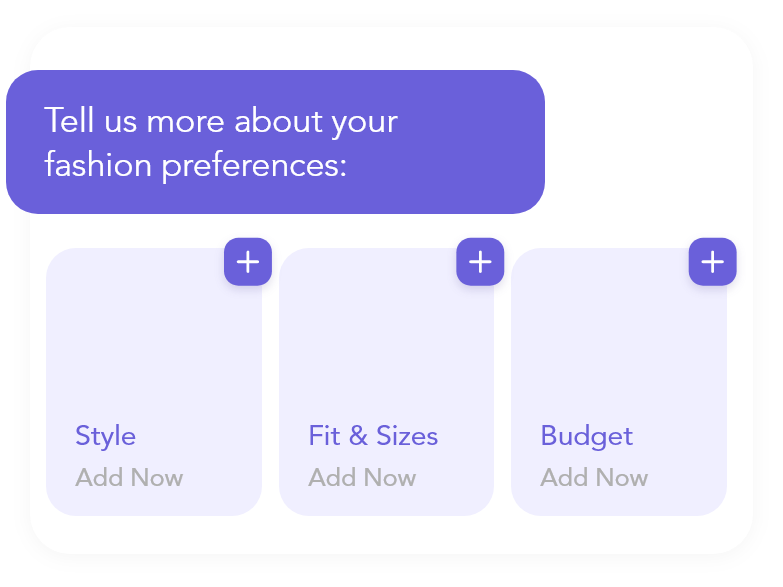 Tell us more about your
fashion preferences:
Style
Add Now
Fit & Sizes
Add Now
Budget
Add Now